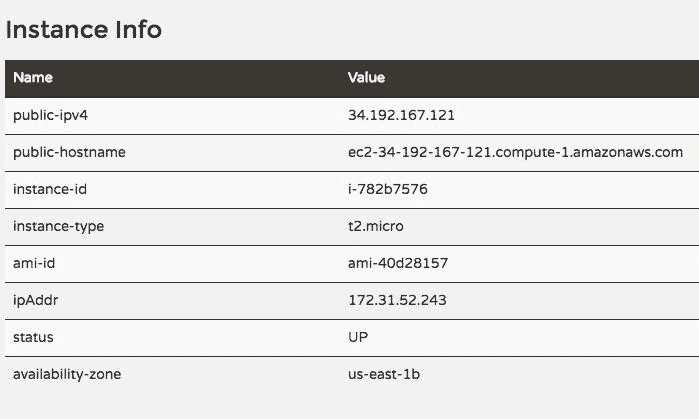 Instance Info
Name Value
public-ipv4 34.192.167.121
public-hostname ec2-34-192-167-121.compute-1.amazonaws.com
instance-id i-782b7576
instance-type t2.micro
ami-id ami-40d28157
ipAddr 172.31.52.243
status UP
availability-zone us-east-1b